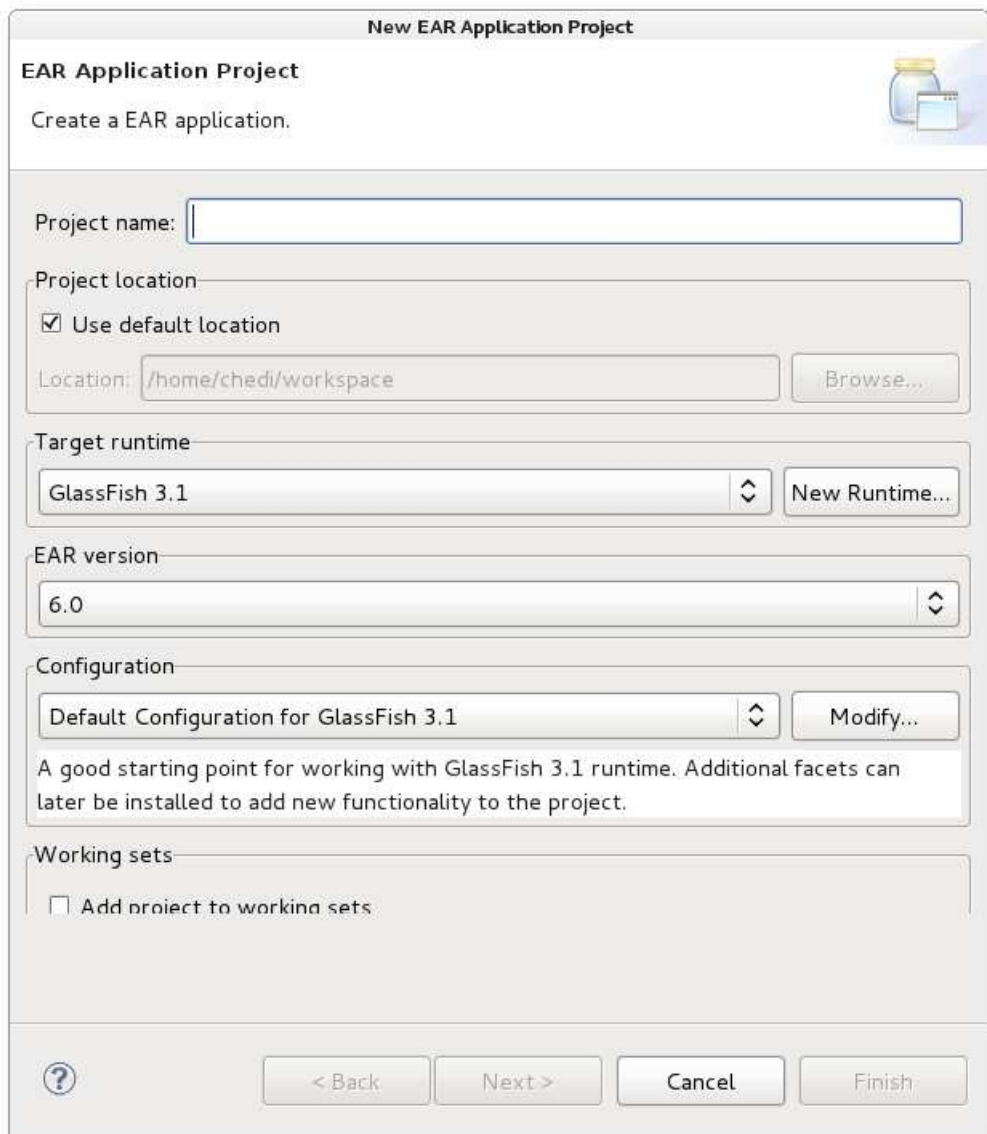 New EAR Application Project
EAR Application Project
Create a EAR application.
Project name:
Project location
Use default location
Location: /home/chedi/workspace Browse...
Target runtime
GlassFish 3.1 New Runtime...
EAR version
6.0
Configuration
Default Configuration for GlassFish 3.1 Modify...
A good starting point for working with GlassFish 3.1 runtime. Additional facets can
later be installed to add new functionality to the project.
Working sets
Add project to working sets
? < Back Next > Cancel Finish